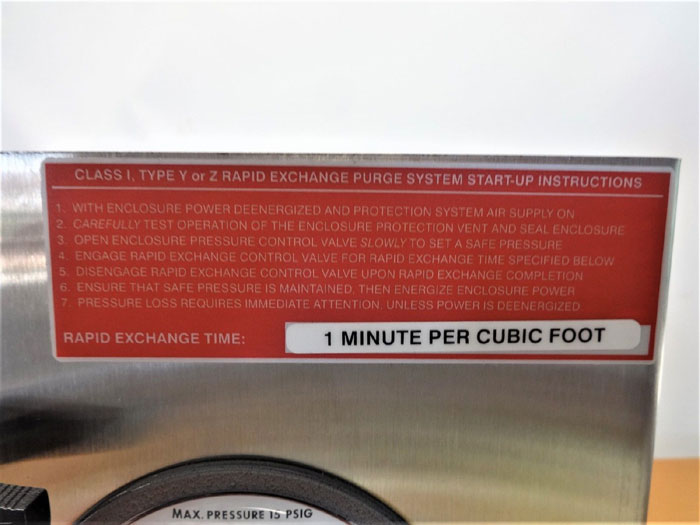 CLASS I, TYPE Y or Z RAPID EXCHANGE PURGE SYSTEM START-UP INSTRUCTIONS
1. WITH ENCLOSURE POWER DEENERGIZED AND PROTECTION SYSTEM AIR SUPPLY ON
2. CAREFULLY TEST OPERATION OF THE ENCLOSURE PROTECTION VENT AND SEAL ENCLOSURE
3. OPEN ENCLOSURE PRESSURE CONTROL VALVE SLOWLY TO SET A SAFE PRESSURE
4. ENGAGE RAPID EXCHANGE CONTROL VALVE FOR RAPID EXCHANGE TIME SPECIFIED BELOW
5. DISENGAGE RAPID EXCHANGE CONTROL VALVE UPON RAPID EXCHANGE COMPLETION
6. ENSURE THAT SAFE PRESSURE IS MAINTAINED, THEN ENERGIZE ENCLOSURE POWER
7. PRESSURE LOSS REQUIRES IMMEDIATE ATTENTION, UNLESS POWER IS DEENERGIZED.
RAPID EXCHANGE TIME: 1 MINUTE PER CUBIC FOOT
MAX. PRESSURE 15 PSIG